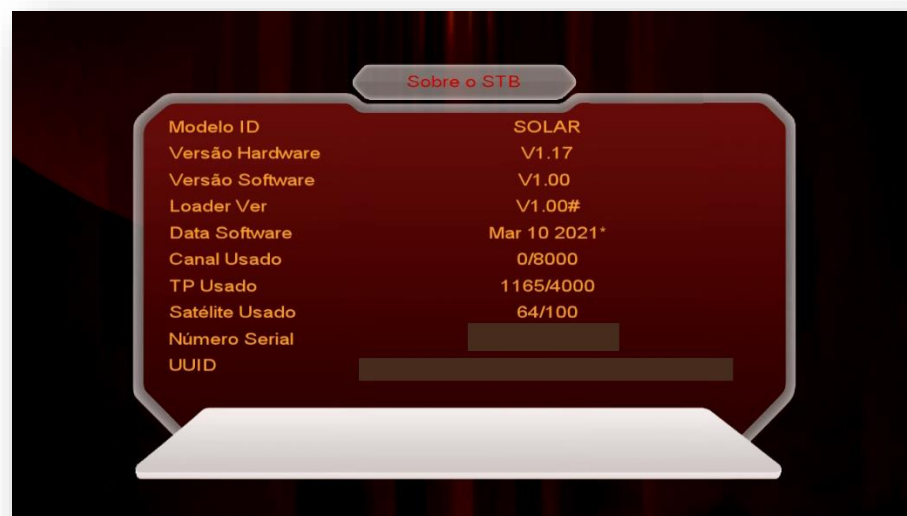 Sobre o STB
Modelo ID SOLAR
Versão Hardware V1.17
Versão Software V1.00
Loader Ver V1.00#
Data Software Mar 10 2021*
Canal Usado 0/8000
TP Usado 1165/4000
Satélite Usado 64/100
Número Serial
UUID